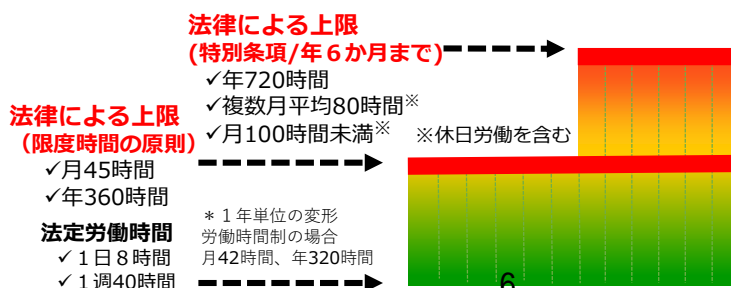 法律による上限
(特別条項/年６か月まで)
✓年720時間
✓複数月平均80時間※
✓月100時間未満※ ※休日労働を含む
法律による上限
（限度時間の原則）
✓月45時間
✓年360時間
法定労働時間
✓１日８時間
✓１週40時間
＊１年単位の変形
労働時間制の場合
月42時間、年320時間
6